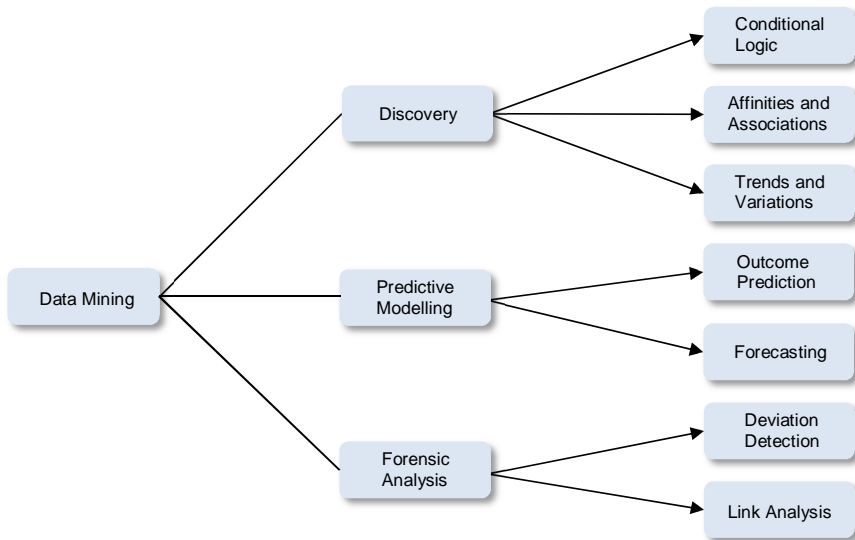 Conditional
Logic
Discovery
Affinities and
Associations
Trends and
Variations
Data Mining
Predictive
Modelling
Outcome
Prediction
Forecasting
Forensic
Analysis
Deviation
Detection
Link Analysis